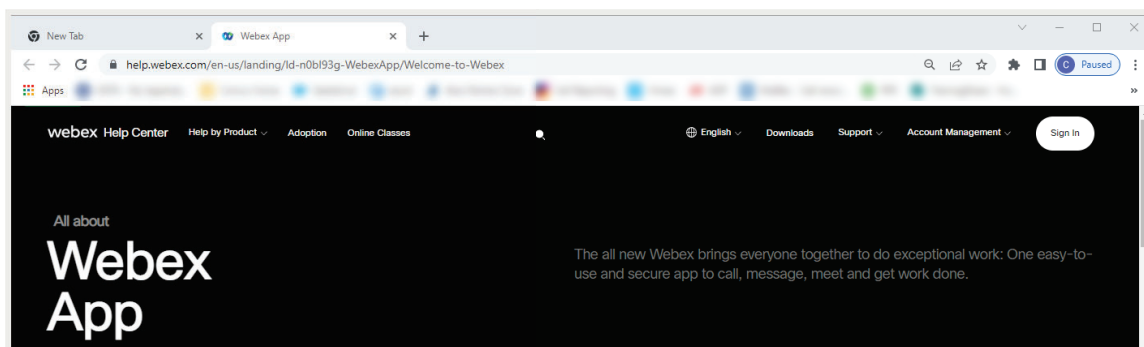 New Tab
Webex App
help.webex.com/en-us/landing/ld-n0bl93g-WebexApp/Welcome-to-Webex
C Paused
Apps
webex Help Center Help by Product Adoption Online Classes English Downloads Support Account Management Sign In
All about
Webex
App
The all new Webex brings everyone together to do exceptional work: One easy-to-
use and secure app to call, message, meet and get work done.